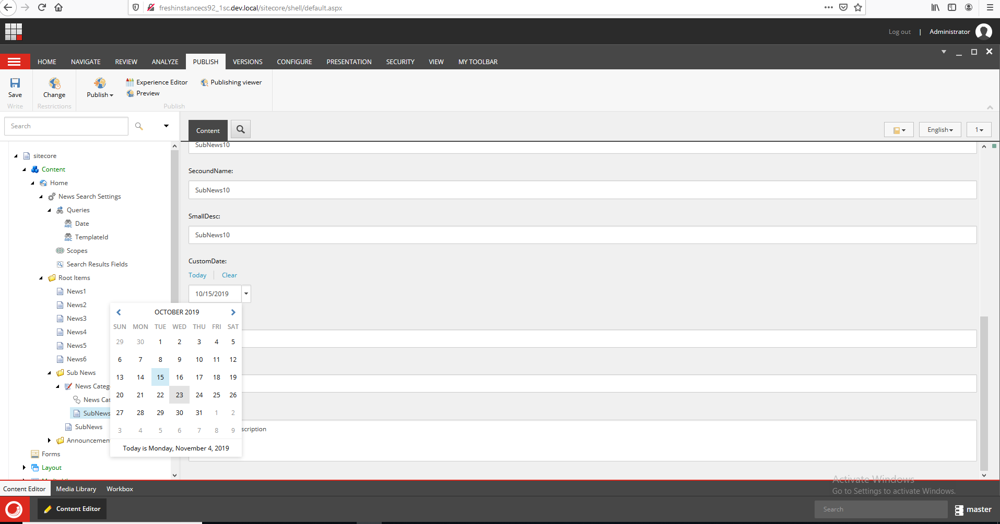 freshinstancecs92_1sc.dev.local/sitecore/shell/default.aspx
Log out | Administrator
HOME NAVIGATE REVIEW ANALYZE PUBLISH VERSIONS CONFIGURE PRESENTATION SECURITY VIEW MY TOOLBAR
Save
Write
Change
Restrictions
Publish
Experience Editor
Preview
Publishing viewer
Publish
Search
Content
English
1
sitecore
Content
Home
News Search Settings
Queries
Date
TemplateId
Scopes
Search Results Fields
Root Items
News1
News2
News3
News4
News5
News6
Sub News
News Categ
News Cat
SubNews
SubNews
Announcemen
Forms
Layout
SubNews10
SecoundName:
SubNews10
SmallDesc:
SubNews10
CustomDate:
Today Clear
10/15/2019
OCTOBER 2019
SUN MON TUE WED THU FRI SAT
29 30 1 2 3 4 5
6 7 8 9 10 11 12
13 14 15 16 17 18 19
20 21 22 23 24 25 26
27 28 29 30 31 1 2
3 4 5 6 7 8 9
Today is Monday, November 4, 2019
scription
Activate Windows
Go to Settings to activate Windows.
Content Editor Media Library Workbox
Content Editor
Search
master